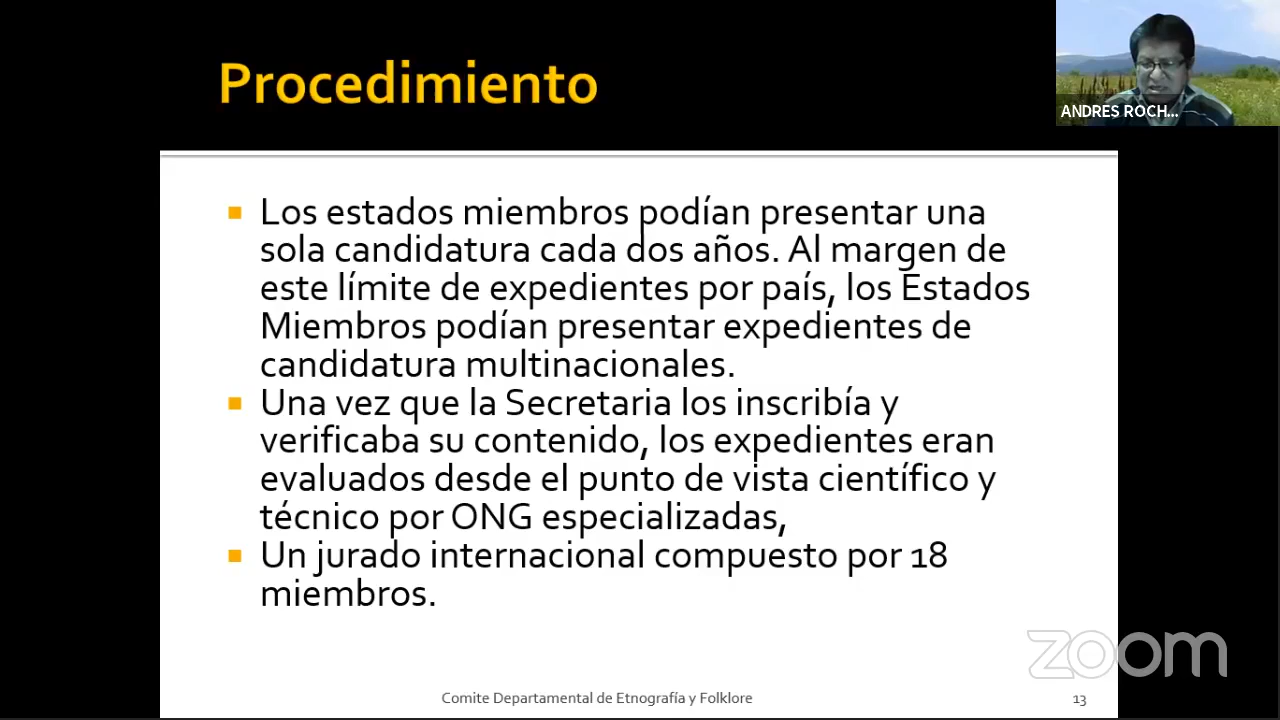 Procedimiento
ANDRES ROCH...
Los estados miembros podían presentar una
sola candidatura cada dos años. Al margen de
este límite de expedientes por país, los Estados
Miembros podían presentar expedientes de
candidatura multinacionales.
Una vez que la Secretaria los inscribía y
verificaba su contenido, los expedientes eran
evaluados desde el punto de vista científico y
técnico por ONG especializadas,
Un jurado internacional compuesto por 18
miembros.
zoom
Comite Departamental de Etnografía y Folklore
13